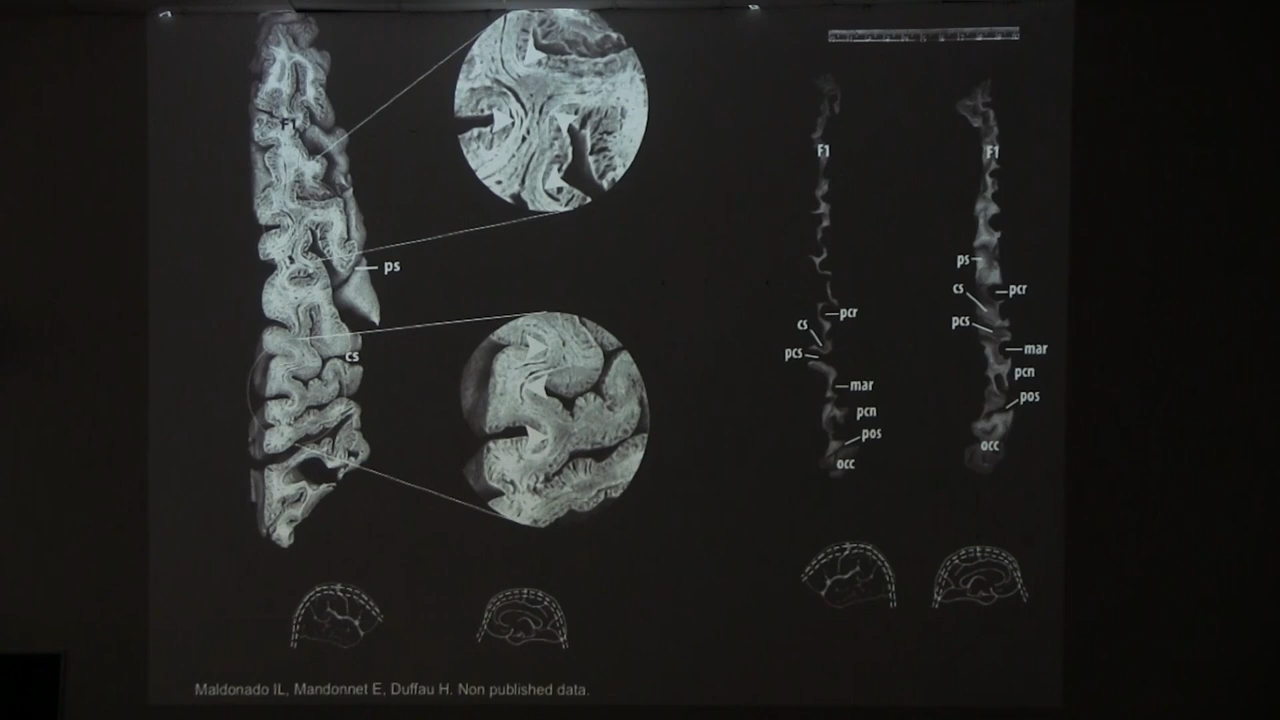 F1
ps
cs
F1
pcr
cs
pcs
mar
pcn
pos
occ
F1
ps
pcr
cs
pcs
mar
pcn
pos
occ
Maldonado IL, Mandonnet E, Duffau H. Non published data.